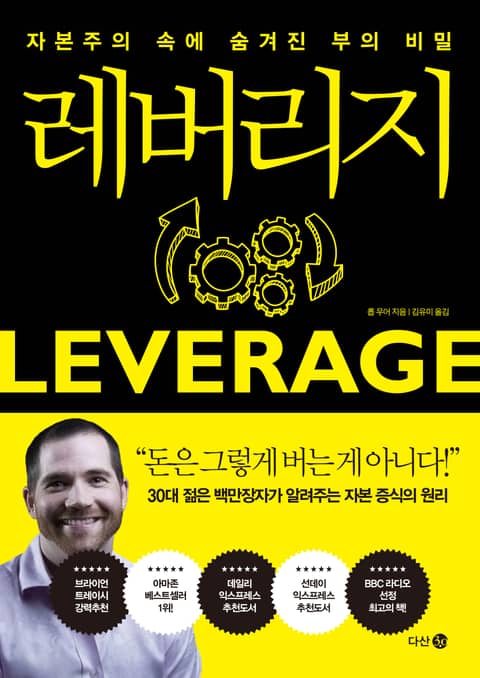 자본주의 속에 숨겨진 부의 비밀
레버리지
롭 무어 지음 | 김유미 옮김
LEVERAGE
“돈은 그렇게 버는 게 아니다!”
30대 젊은 백만장자가 알려주는 자본 증식의 원리
★★★★★
브라이언
트레이시
강력추천
★★★★★
아마존
베스트셀러
1위!
★★★★★
데일리
익스프레스
추천도서
★★★★★
선데이
익스프레스
추천도서
★★★★★
BBC 라디오
선정
최고의 책!
다산3.0